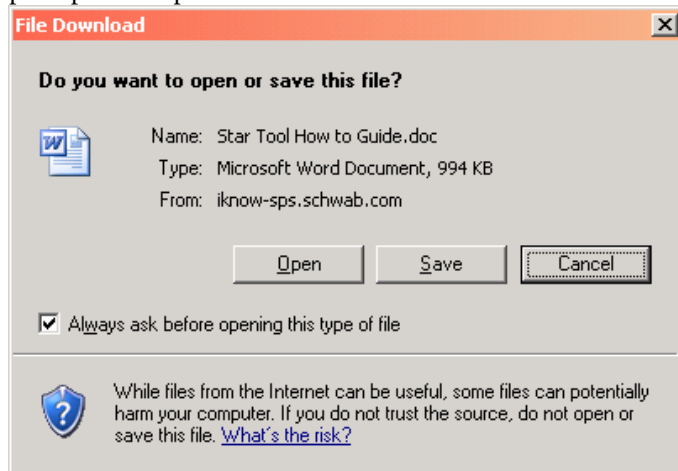 File Download
Do you want to open or save this file?
Name: Star Tool How to Guide.doc
Type: Microsoft Word Document, 994 KB
From: iknow-sps.schwab.com
Open Save Cancel
Always ask before opening this type of file
While files from the Internet can be useful, some files can potentially
harm your computer. If you do not trust the source, do not open or
save this file. What's the risk?